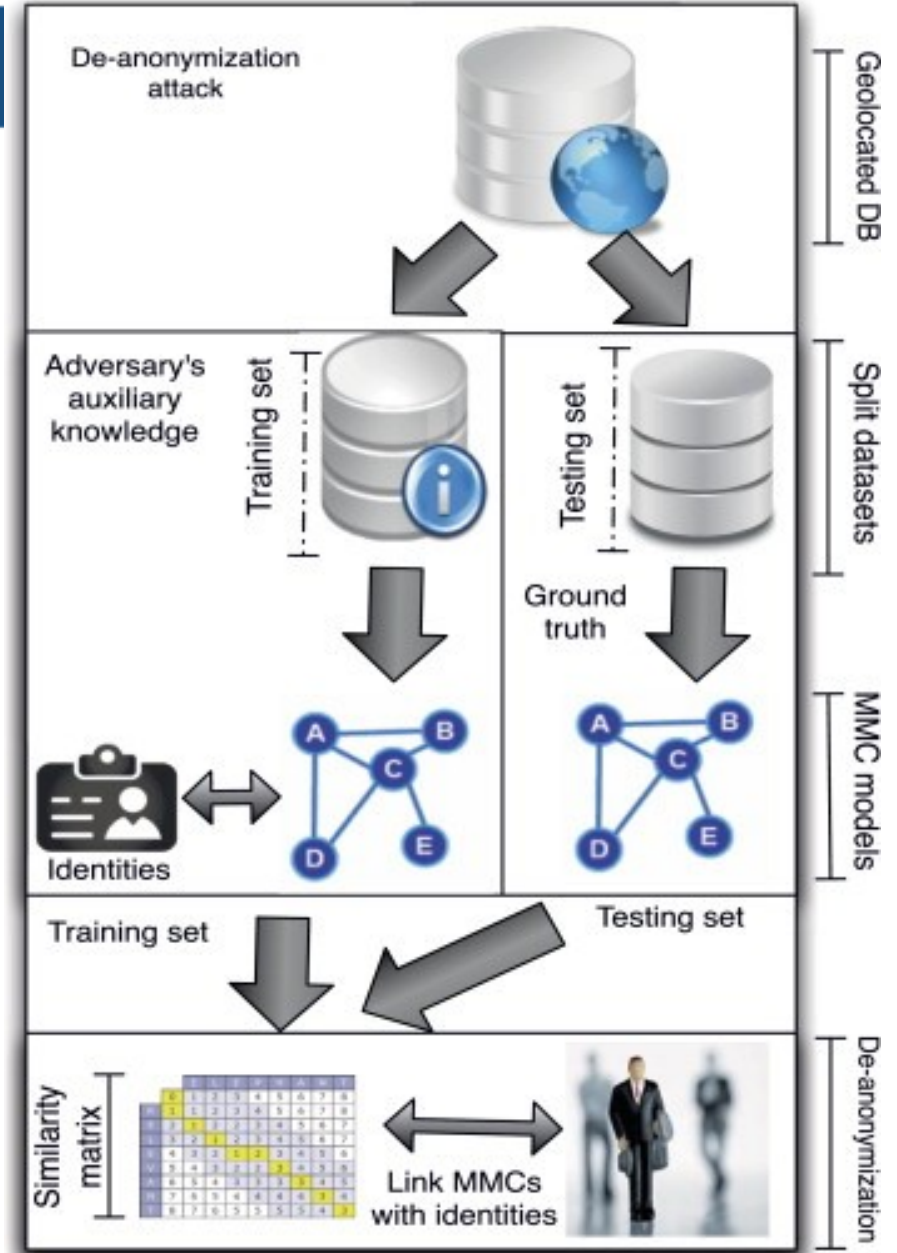 De-anonymization
attack
Geolocated DB
Adversary's
auxiliary
knowledge
Training set
Testing set
Split datasets
Ground
truth
A
B
C
D
E
A
B
C
D
E
MMC models
Identities
Training set
Testing set
Similarity
matrix
Link MMCs
with identities
De-anonymization